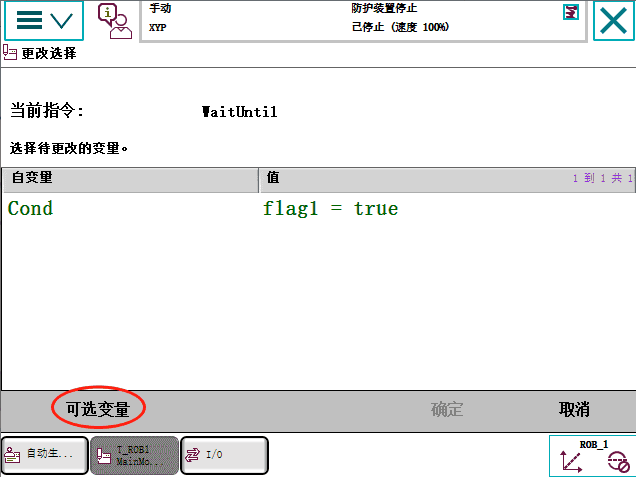 手动
防护装置停止
XYP
已停止 (速度 100%)
更改选择
当前指令:
WaitUntil
选择待更改的变量。
自变量
值
1 到 1 共 1
Cond
flag1 = true
可选变量
确定
取消
自动生...
T_ROB1
MainMo...
I/O
ROB_1